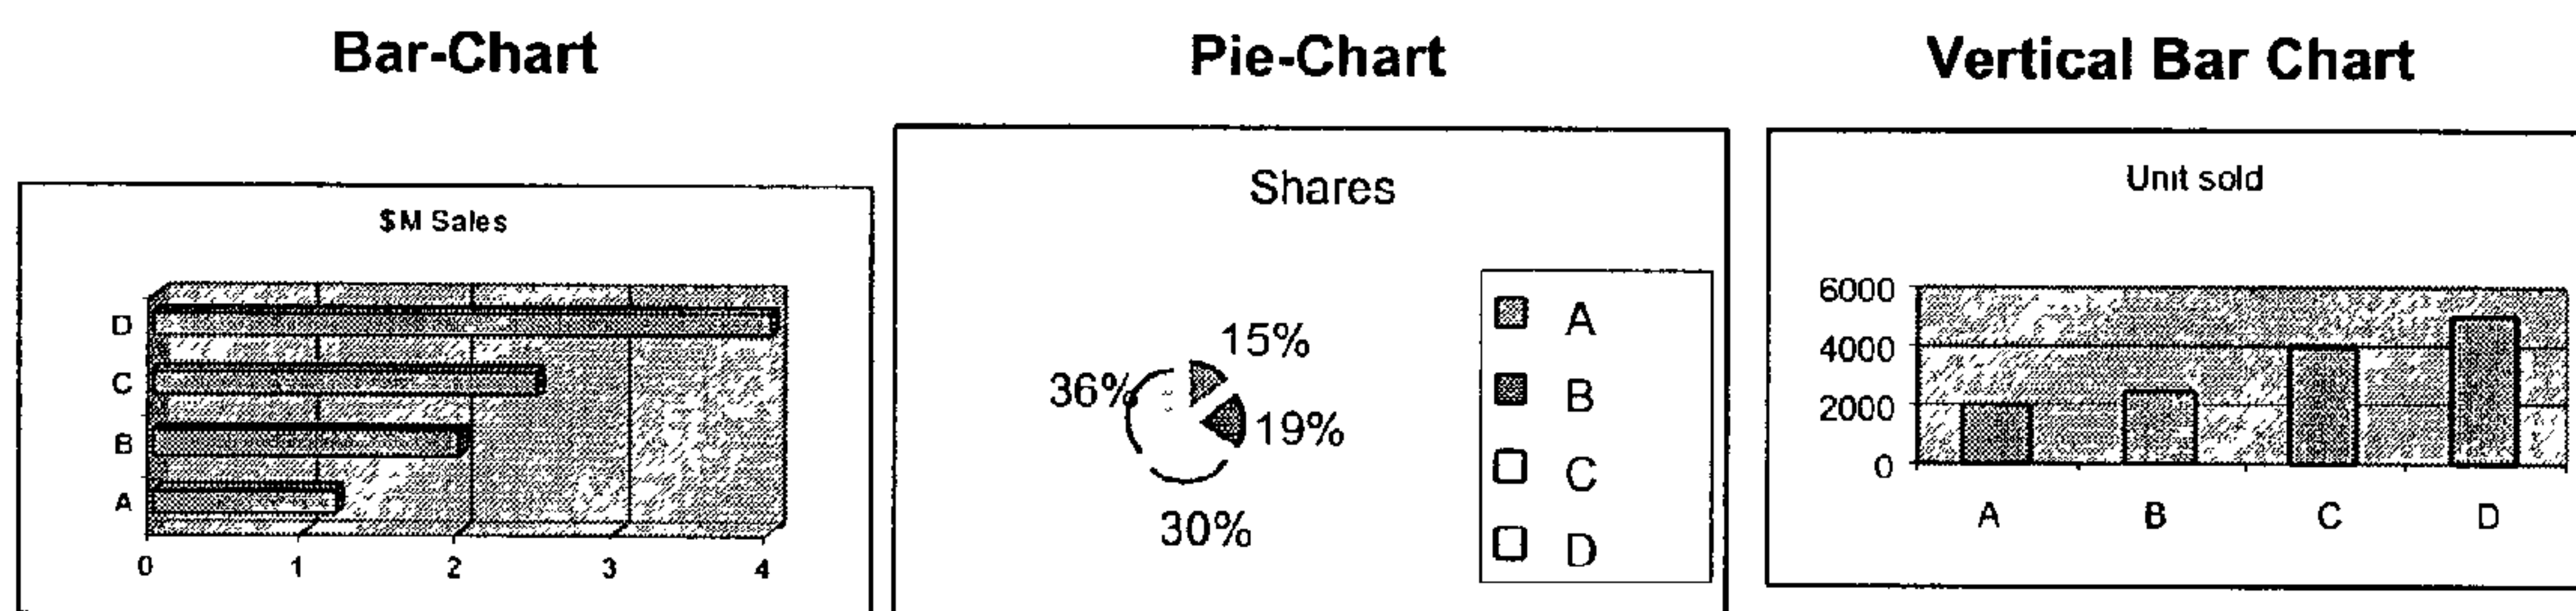 Bar-Chart
$M Sales
D
C
B
A
0 1 2 3 4
Pie-Chart
Shares
15%
36%
19%
30%
A
B
C
D
Vertical Bar Chart
Unit sold
6000
4000
2000
0
A B C D